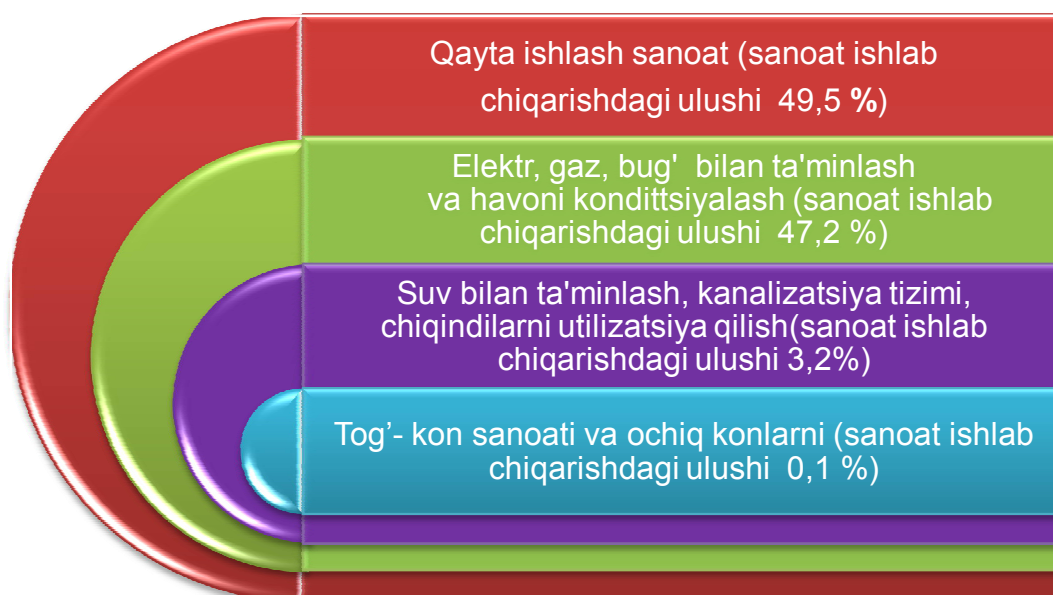 Qayta ishlash sanoat (sanoat ishlab
chiqarishdagi ulushi 49,5 %)
Elektr, gaz, bug' bilan ta'minlash
va havoni kondittsiyalash (sanoat ishlab
chiqarishdagi ulushi 47,2 %)
Suv bilan ta'minlash, kanalizatsiya tizimi,
chiqindilarni utilizatsiya qilish(sanoat ishlab
chiqarishdagi ulushi 3,2%)
Tog’- kon sanoati va ochiq konlarni (sanoat ishlab
chiqarishdagi ulushi 0,1 %)